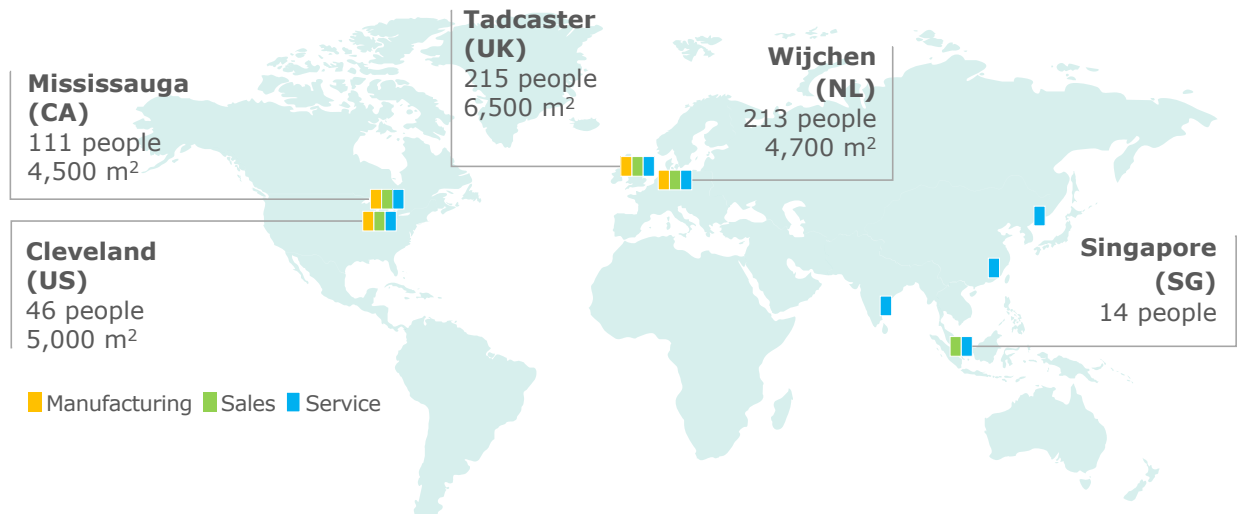 Tadcaster
(UK)
215 people
6,500 m²
Wijchen
(NL)
213 people
4,700 m²
Mississauga
(CA)
111 people
4,500 m²
Cleveland
(US)
46 people
5,000 m²
Singapore
(SG)
14 people
Manufacturing Sales Service